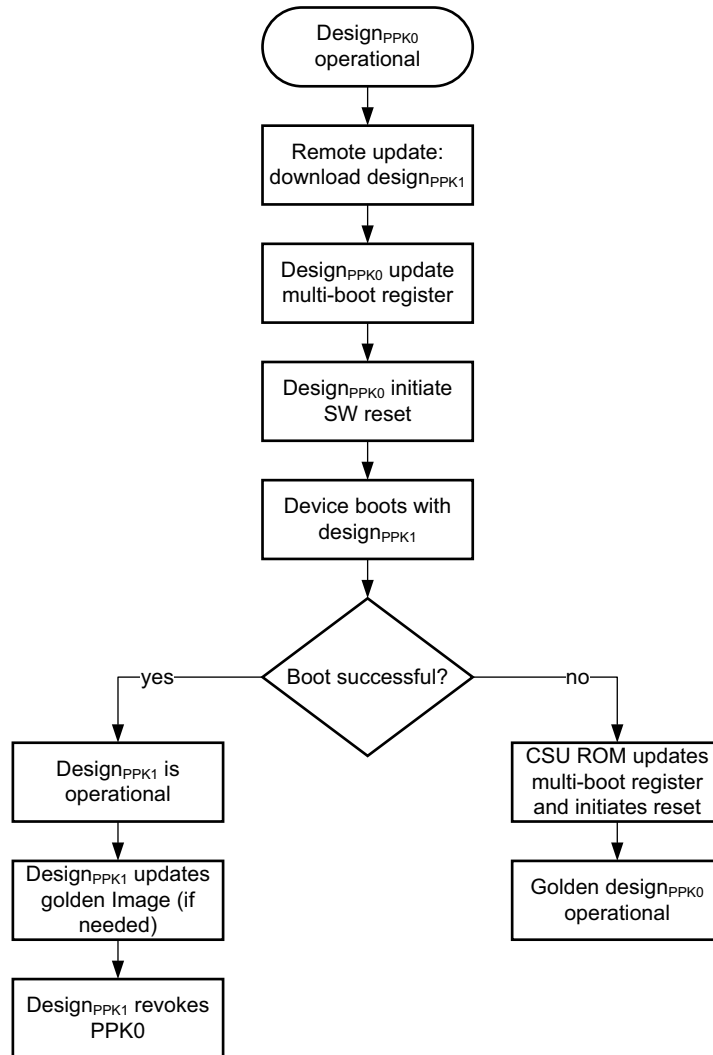 Design_PPK0
operational
Remote update:
download design_PPK1
Design_PPK0 update
multi-boot register
Design_PPK0 initiate
SW reset
Device boots with
design_PPK1
Boot successful?
yes
no
Design_PPK1 is
operational
Design_PPK1 updates
golden Image (if
needed)
Design_PPK1 revokes
PPK0
CSU ROM updates
multi-boot register
and initiates reset
Golden design_PPK0
operational